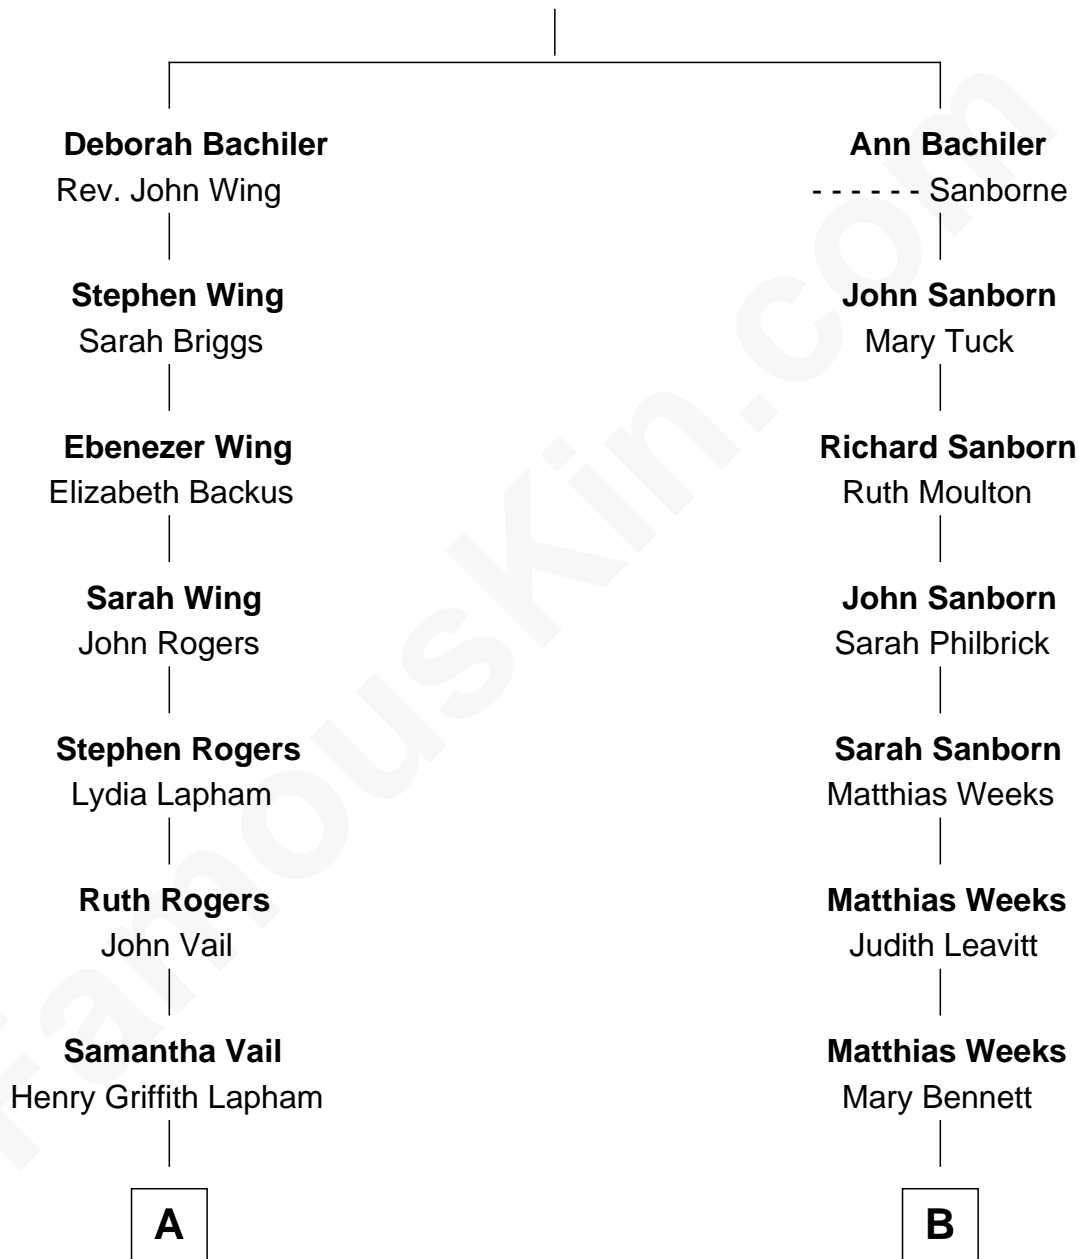 Deborah Bachiler
Rev. John Wing
Stephen Wing
Sarah Briggs
Ebenezer Wing
Elizabeth Backus
Sarah Wing
John Rogers
Stephen Rogers
Lydia Lapham
Ruth Rogers
John Vail
Samantha Vail
Henry Griffith Lapham
A
Ann Bachiler
- - - - - - Sanborne
John Sanborn
Mary Tuck
Richard Sanborn
Ruth Moulton
John Sanborn
Sarah Philbrick
Sarah Sanborn
Matthias Weeks
Matthias Weeks
Judith Leavitt
Matthias Weeks
Mary Bennett
B
FamousKin.com